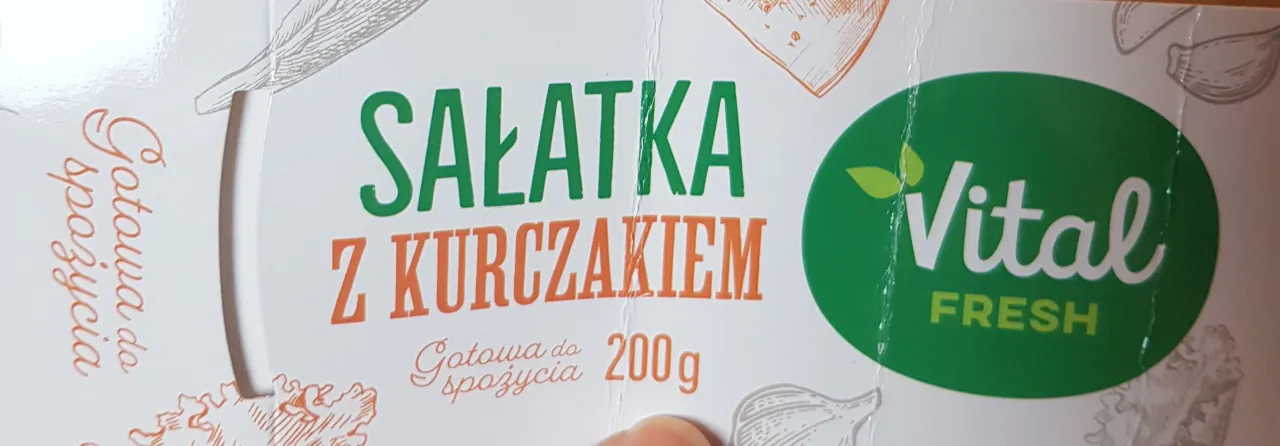 Gotowa do
spożycia
SAŁATKA
Z KURCZAKIEM
Gotowa do
spożycia 200g
Vital
FRESH